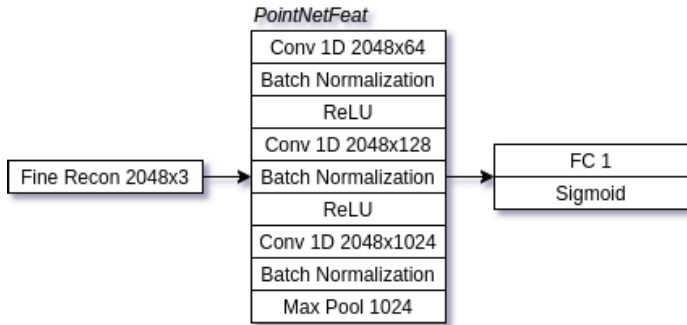 PointNetFeat
Conv 1D 2048x64
Batch Normalization
ReLU
Conv 1D 2048x128
Fine Recon 2048x3
Batch Normalization
ReLU
Conv 1D 2048x1024
Batch Normalization
Max Pool 1024
FC 1
Sigmoid